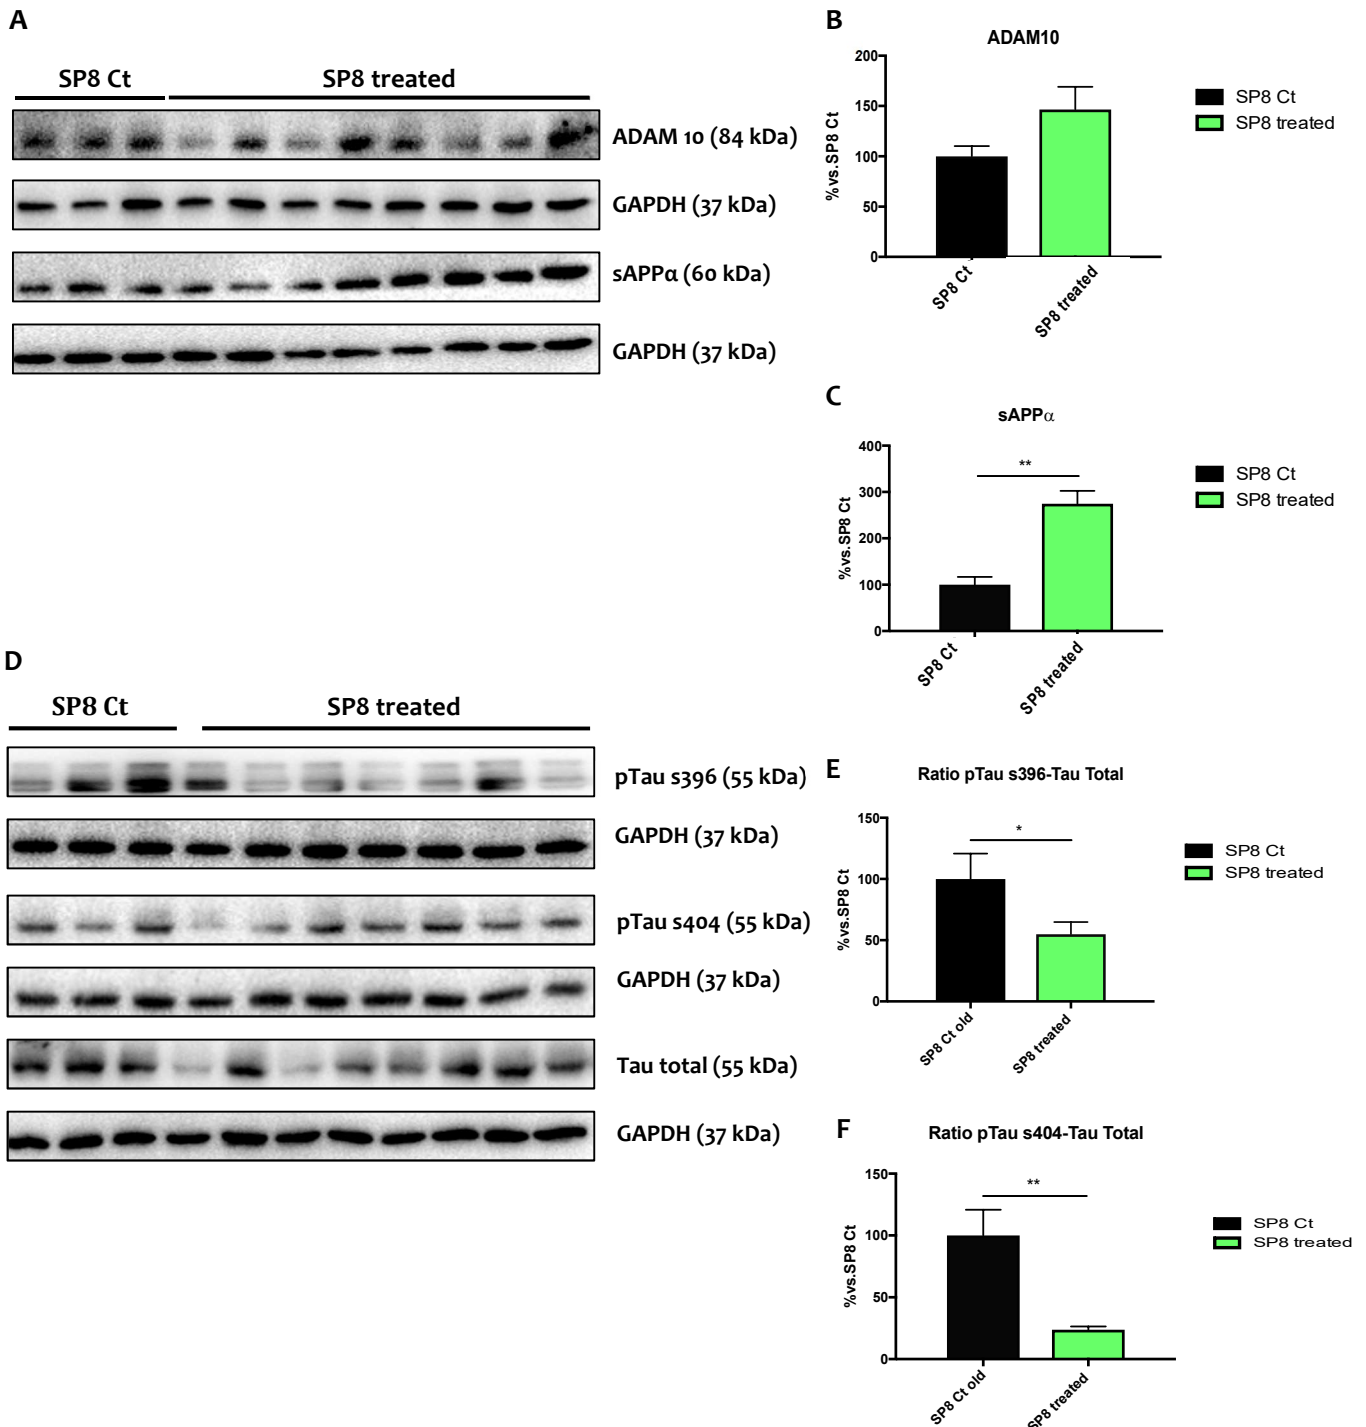 A
SP8 Ct
SP8 treated
ADAM 10 (84 kDa)
GAPDH (37 kDa)
sAPPα (60 kDa)
GAPDH (37 kDa)
B
ADAM10
200
150
100
50
0
%vs.SP8 Ct
SP8 Ct
SP8 treated
SP8 Ct
SP8 treated
C
sAPPα
400
300
200
100
0
%vs.SP8 Ct
**
SP8 Ct
SP8 treated
SP8 Ct
SP8 treated
D
SP8 Ct
SP8 treated
pTau s396 (55 kDa)
GAPDH (37 kDa)
pTau s404 (55 kDa)
GAPDH (37 kDa)
Tau total (55 kDa)
GAPDH (37 kDa)
E
Ratio pTau s396-Tau Total
150
100
50
0
%vs.SP8 Ct
*
SP8 Ct old
SP8 treated
SP8 Ct
SP8 treated
F
Ratio pTau s404-Tau Total
150
100
50
0
%vs.SP8 Ct
**
SP8 Ct old
SP8 treated
SP8 Ct
SP8 treated